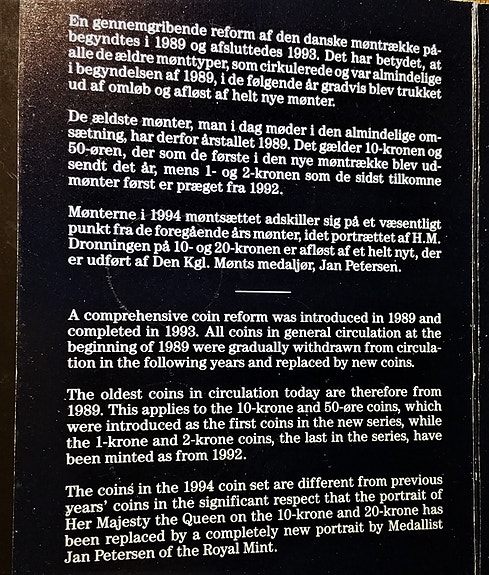 En gennemgribende reform af den danske møntrække på-
begyndtes i 1989 og afsluttedes 1993. Det har betydet, at
alle de ældre mønttyper, som cirkulerede og var almindelige
i begyndelsen af 1989, i de følgende år gradvis blev trukket
ud af omløb og afløst af helt nye mønter.
De ældste mønter, man i dag møder i den almindelige om-
sætning, har derfor årstallet 1989. Det gælder 10-kronen og
50-øren, der som de første i den nye møntrække blev ud-
sendt det år, mens 1- og 2-kronen som de sidst tilkomne
mønter først er præget fra 1992.
Mønterne i 1994 møntsættet adskiller sig på et væsentligt
punkt fra de foregående års mønter, idet portrættet af H.M.
Dronningen på 10- og 20-kronen er afløst af et helt nyt, der
er udført af Den Kgl. Mønts medaljør, Jan Petersen.
A comprehensive coin reform was introduced in 1989 and
completed in 1993. All coins in general circulation at the
beginning of 1989 were gradually withdrawn from circula-
tion in the following years and replaced by new coins.
The oldest coins in circulation today are therefore from
1989. This applies to the 10-krone and 50-øre coins, which
were introduced as the first coins in the new series, while
the 1-krone and 2-krone coins, the last in the series, have
been minted as from 1992.
The coins in the 1994 coin set are different from previous
years' coins in the significant respect that the portrait of
Her Majesty the Queen on the 10-krone and 20-krone has
been replaced by a completely new portrait by Medallist
Jan Petersen of the Royal Mint.